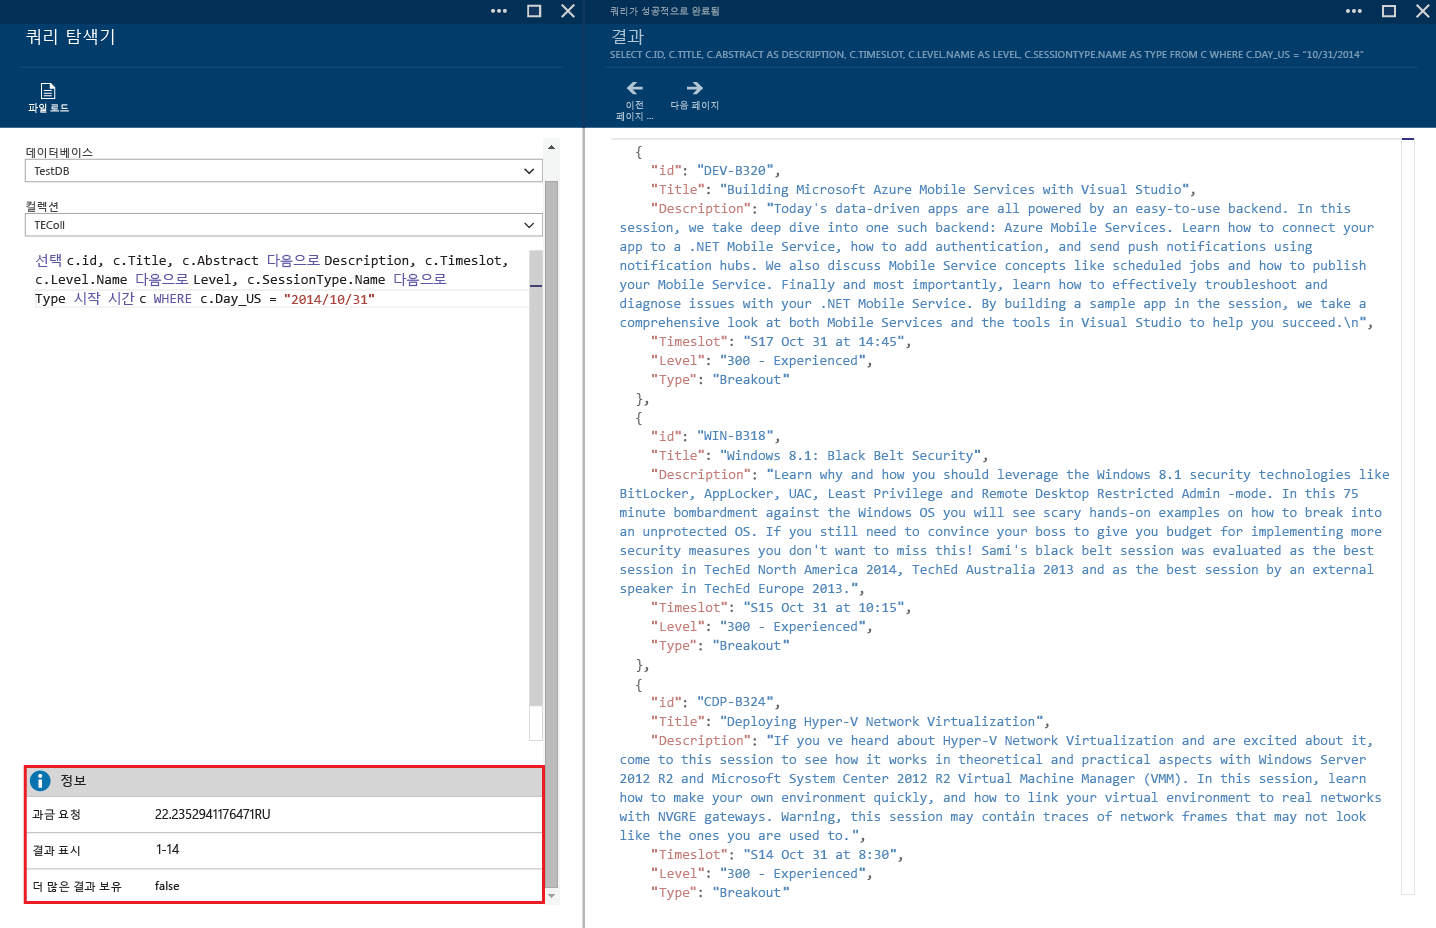 쿼리 탐색기
파일 로드
데이터베이스
TestDB
컬렉션
TEColl
선택 c.id, c.Title, c.Abstract 다음으로 Description, c.Timeslot,
c.Level.Name 다음으로 Level, c.SessionType.Name 다음으로
Type 시작 시간 c WHERE c.Day_US = "2014/10/31"
정보
과금 요청 22.2352941176471RU
결과 표시 1-14
더 많은 결과 보유 false
쿼리가 성공적으로 완료됨
결과
SELECT C.ID, C.TITLE, C.ABSTRACT AS DESCRIPTION, C.TIMESLOT, C.LEVEL.NAME AS LEVEL, C.SESSIONTYPE.NAME AS TYPE FROM C WHERE C.DAY_US = "10/31/2014"
이전
페이지 ...
다음 페이지
{
"id": "DEV-B320",
"Title": "Building Microsoft Azure Mobile Services with Visual Studio",
"Description": "Today's data-driven apps are all powered by an easy-to-use backend. In this
session, we take deep dive into one such backend: Azure Mobile Services. Learn how to connect your
app to a .NET Mobile Service, how to add authentication, and send push notifications using
notification hubs. We also discuss Mobile Service concepts like scheduled jobs and how to publish
your Mobile Service. Finally and most importantly, learn how to effectively troubleshoot and
diagnose issues with your .NET Mobile Service. By building a sample app in the session, we take a
comprehensive look at both Mobile Services and the tools in Visual Studio to help you succeed.\n",
"Timeslot": "S17 Oct 31 at 14:45",
"Level": "300 - Experienced",
"Type": "Breakout"
},
{
"id": "WIN-B318",
"Title": "Windows 8.1: Black Belt Security",
"Description": "Learn why and how you should leverage the Windows 8.1 security technologies like
BitLocker, AppLocker, UAC, Least Privilege and Remote Desktop Restricted Admin -mode. In this 75
minute bombardment against the Windows OS you will see scary hands-on examples on how to break into
an unprotected OS. If you still need to convince your boss to give you budget for implementing more
security measures you don't want to miss this! Sami's black belt session was evaluated as the best
session in TechEd North America 2014, TechEd Australia 2013 and as the best session by an external
speaker in TechEd Europe 2013.",
"Timeslot": "S15 Oct 31 at 10:15",
"Level": "300 - Experienced",
"Type": "Breakout"
},
{
"id": "CDP-B324",
"Title": "Deploying Hyper-V Network Virtualization",
"Description": "If you ve heard about Hyper-V Network Virtualization and are excited about it,
come to this session to see how it works in theoretical and practical aspects with Windows Server
2012 R2 and Microsoft System Center 2012 R2 Virtual Machine Manager (VMM). In this session, learn
how to make your own environment quickly, and how to link your virtual environment to real networks
with NVGRE gateways. Warning, this session may contain traces of network frames that may not look
like the ones you are used to.",
"Timeslot": "S14 Oct 31 at 8:30",
"Level": "300 - Experienced",
"Type": "Breakout"